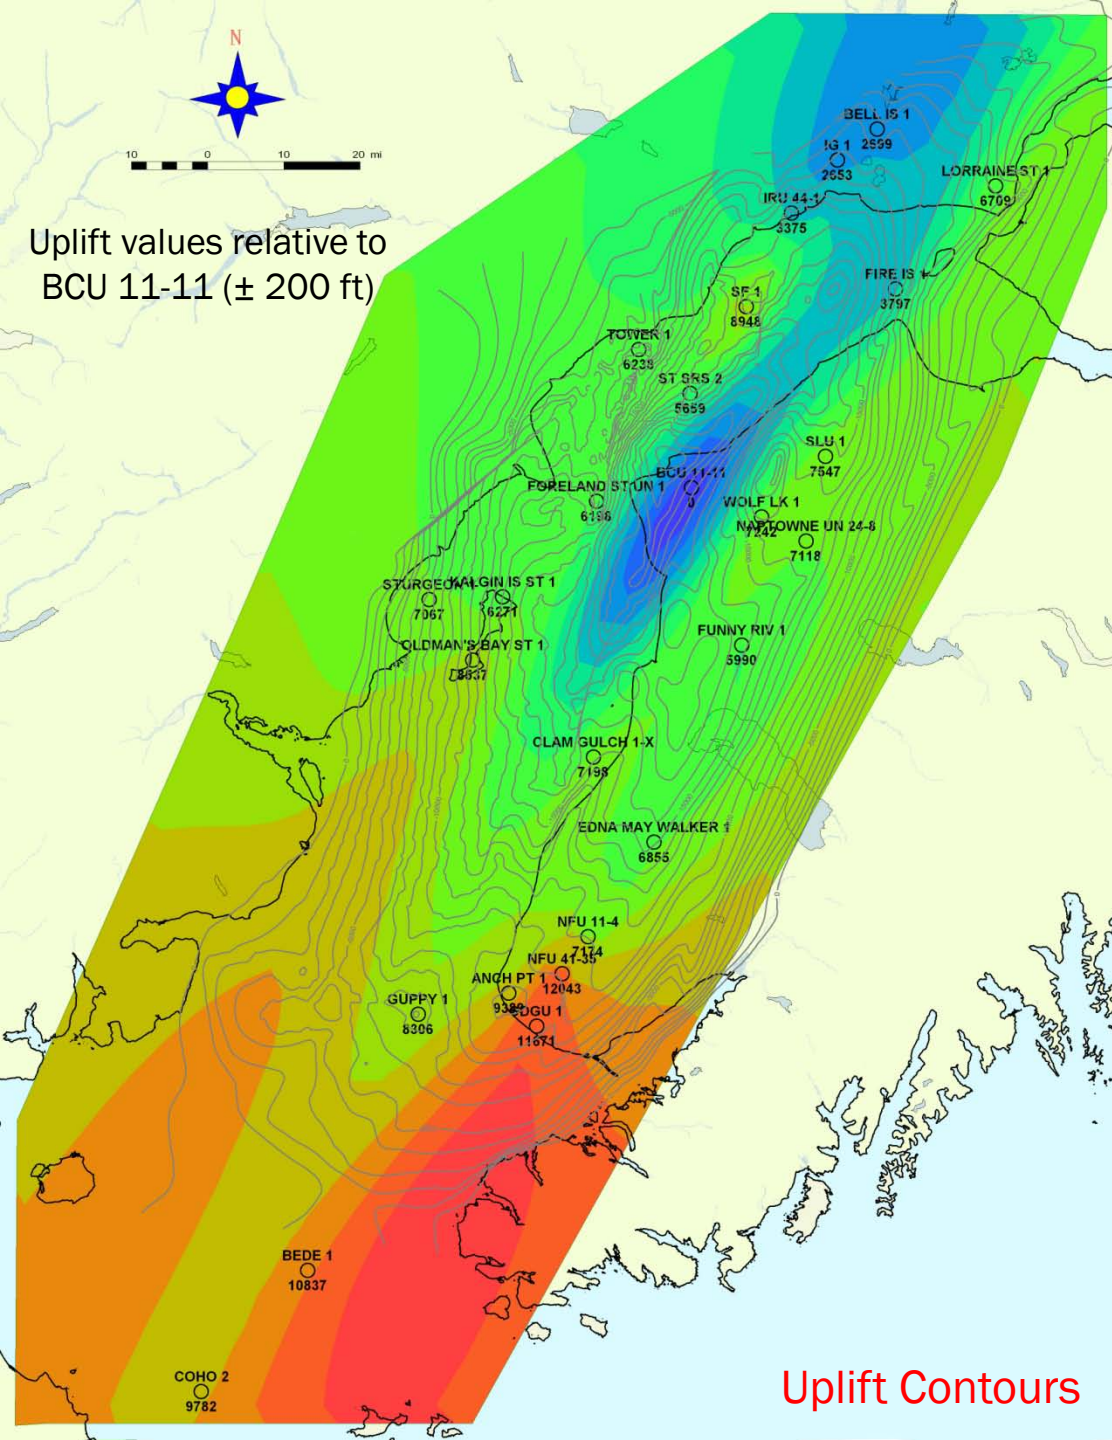 N
10 0 10 20 mi
Uplift values relative to
BCU 11-11 (± 200 ft)
BELL IS 1
2599
IG 1
2653
LORRAINE ST 1
6709
IRU 44-1
3375
FIRE IS 1
3797
SF 1
8948
TOWER 1
6238
ST SRS 2
5659
SLU 1
7547
BCU 11-11
0
FORELAND ST UN 1
6198
WOLF LK 1
7242
NAPTOWNE UN 24-8
7118
STURGEON 1
7067
KALGIN IS ST 1
6271
FUNNY RIV 1
5990
OLDMAN'S BAY ST 1
CLAM GULCH 1-X
7198
EDNA MAY WALKER 1
6855
NFU 11-4
7174
NFU 41-35
12043
ANCH PT 1
GUPPY 1
8306
11671
BEDE 1
10837
COHO 2
9782
Uplift Contours